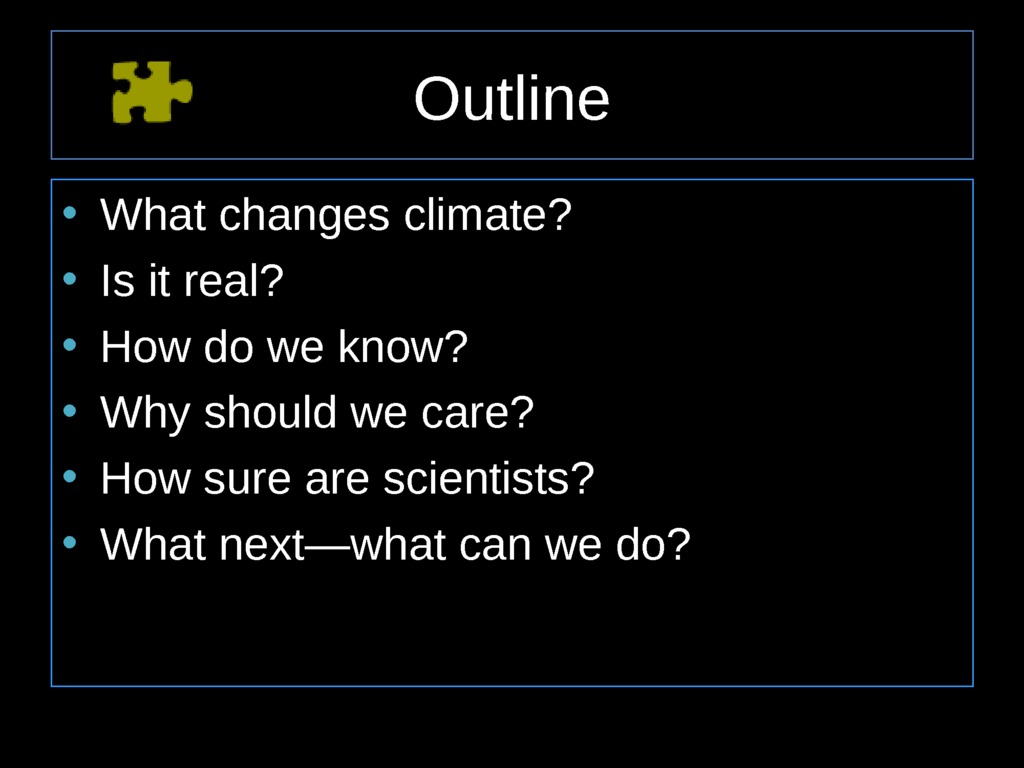 Outline
• What changes climate?
• Is it real?
• How do we know?
• Why should we care?
• How sure are scientists?
• What next—what can we do?